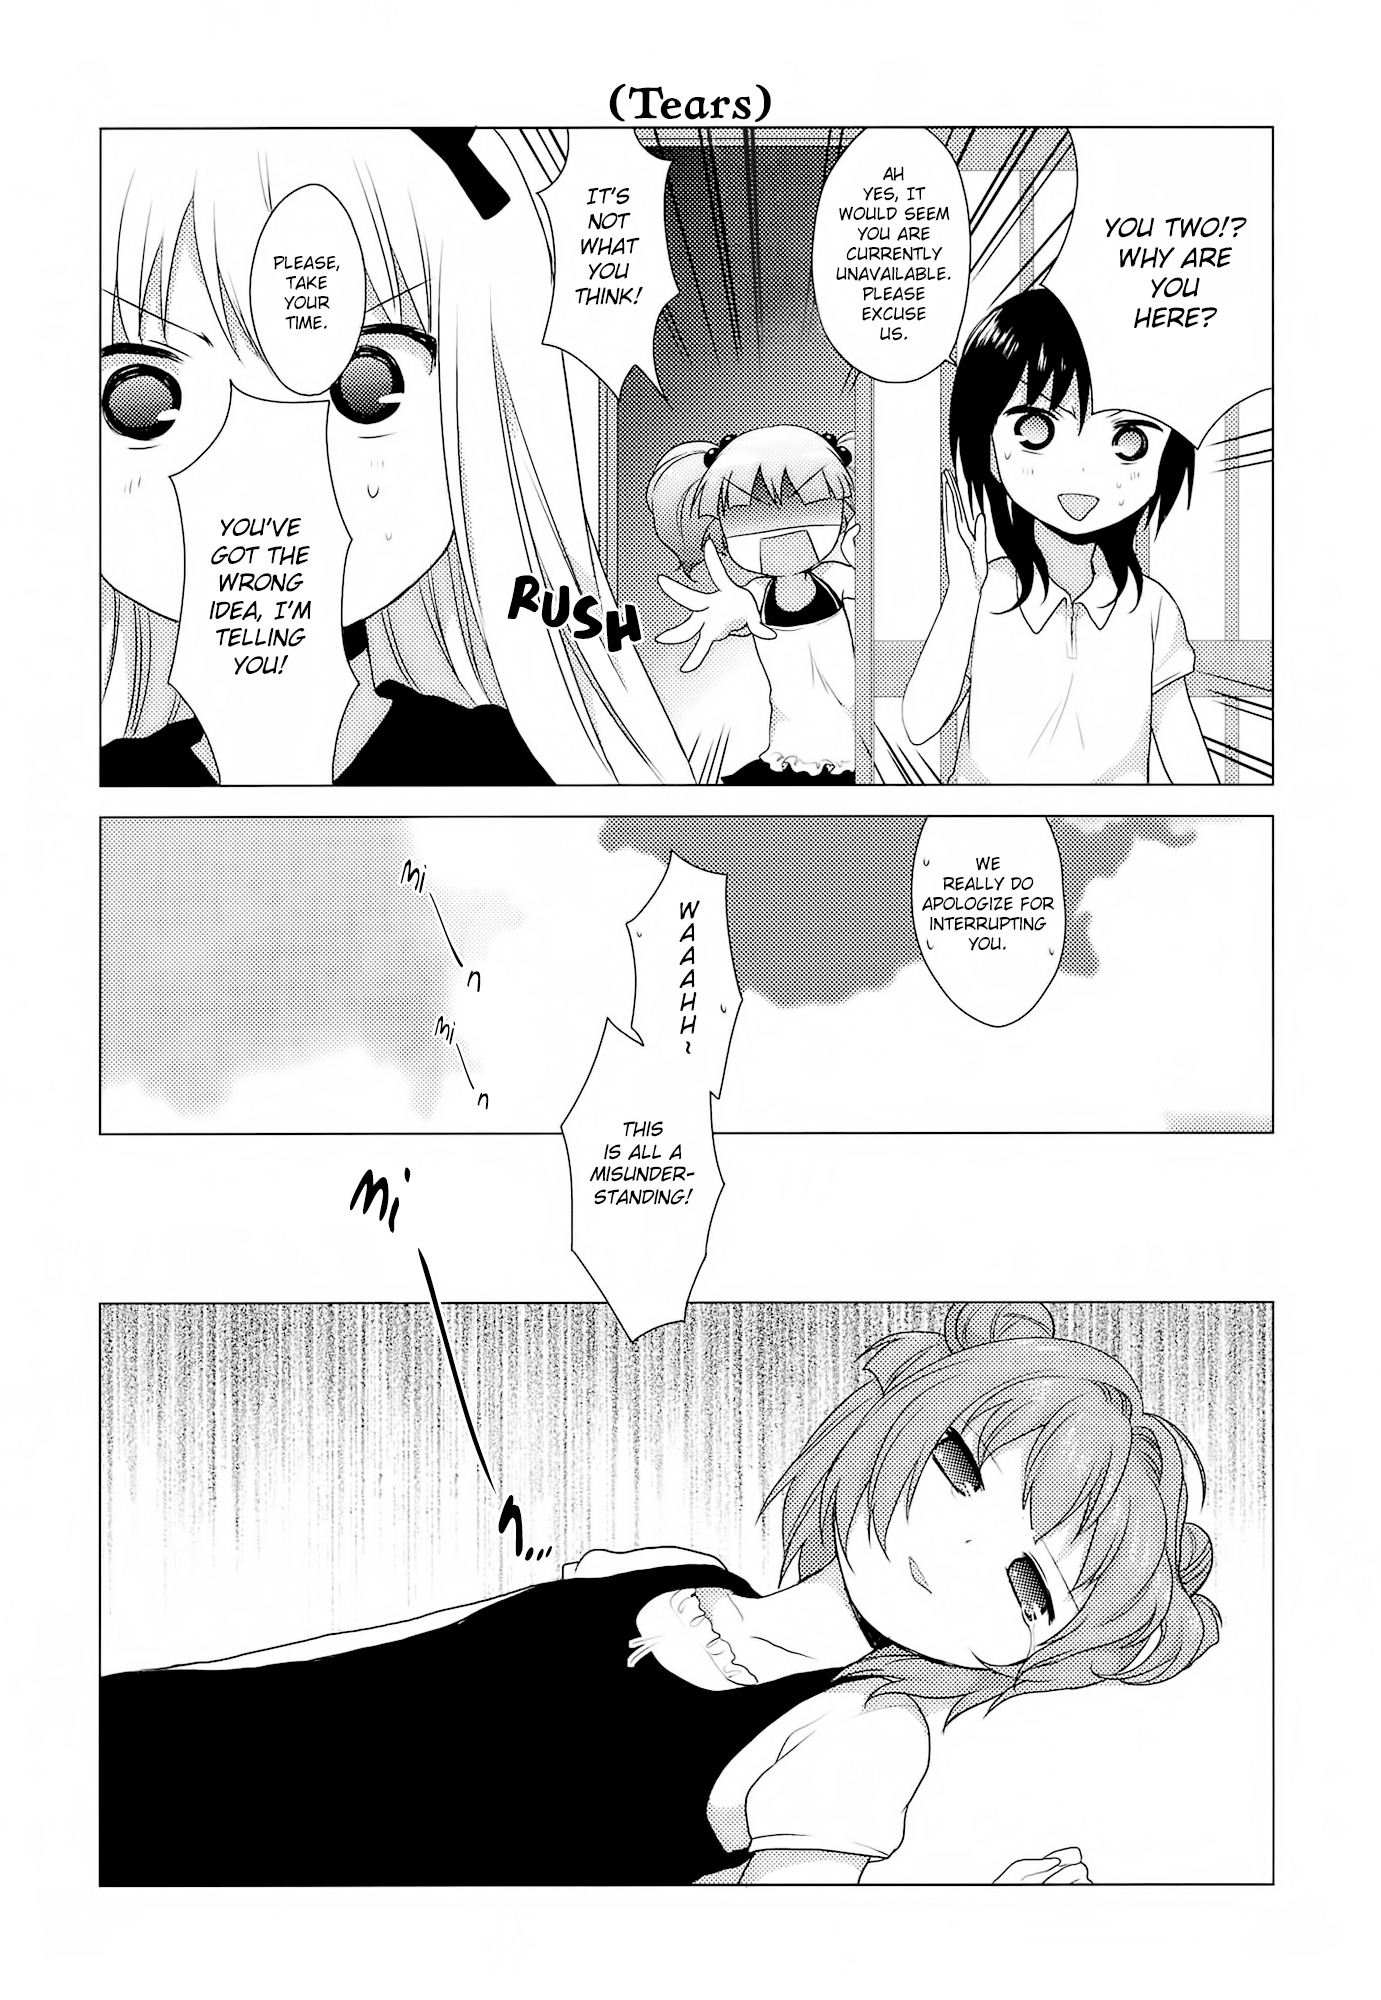 (Tears)
YOU TWO!?
WHY ARE
YOU
HERE?
AH
YES, IT
WOULD SEEM
YOU ARE
CURRENTLY
UNAVAILABLE.
PLEASE
EXCUSE
US.
IT'S
NOT
WHAT
YOU
THINK!
RUSH
PLEASE,
TAKE
YOUR
TIME.
YOU'VE
GOT THE
WRONG
IDEA, I'M
TELLING
YOU!
WE
REALLY DO
APOLOGIZE FOR
INTERRUPTING
YOU.
WAAAHH~
THIS
IS ALL A
MISUNDER-
STANDING!
Mi
n
Mi
n
Mi
n...